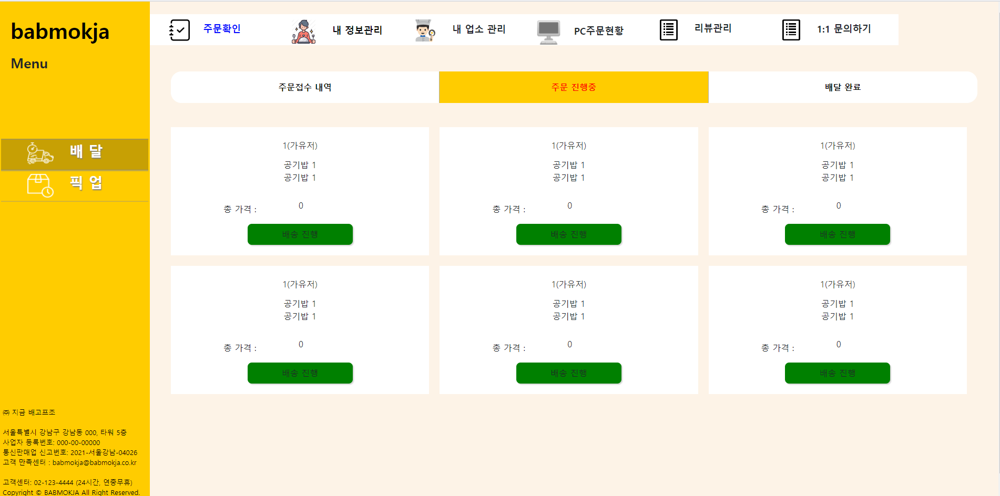 babmokja
Menu
배 달
픽 업
㈜ 지금 배고프조
서울특별시 강남구 강남동 000, 타워 5층
사업자 등록번호: 000-00-00000
통신판매업 신고번호: 2021-서울강남-04026
고객 만족센터 : babmokja@babmokja.co.kr
고객센터: 02-123-4444 (24시간, 연중무휴)
Copyright © BABMOKJA All Right Reserved.
주문확인
내 정보관리
내 업소 관리
PC주문현황
리뷰관리
1:1 문의하기
주문접수 내역
주문 진행중
배달 완료
1(가유저)
공기밥 1
공기밥 1
총 가격 : 0
배송 진행
1(가유저)
공기밥 1
공기밥 1
총 가격 : 0
배송 진행
1(가유저)
공기밥 1
공기밥 1
총 가격 : 0
배송 진행
1(가유저)
공기밥 1
공기밥 1
총 가격 : 0
배송 진행
1(가유저)
공기밥 1
공기밥 1
총 가격 : 0
배송 진행
1(가유저)
공기밥 1
공기밥 1
총 가격 : 0
배송 진행